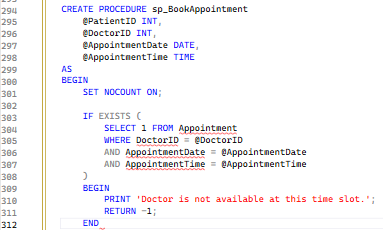 293
294 CREATE PROCEDURE sp_BookAppointment
295 @PatientID INT,
296 @DoctorID INT,
297 @AppointmentDate DATE,
298 @AppointmentTime TIME
299 AS
300 BEGIN
301 SET NOCOUNT ON;
302
303 IF EXISTS (
304 SELECT 1 FROM Appointment
305 WHERE DoctorID = @DoctorID
306 AND AppointmentDate = @AppointmentDate
307 AND AppointmentTime = @AppointmentTime
308 )
309 BEGIN
310 PRINT 'Doctor is not available at this time slot.';
311 RETURN -1;
312 END